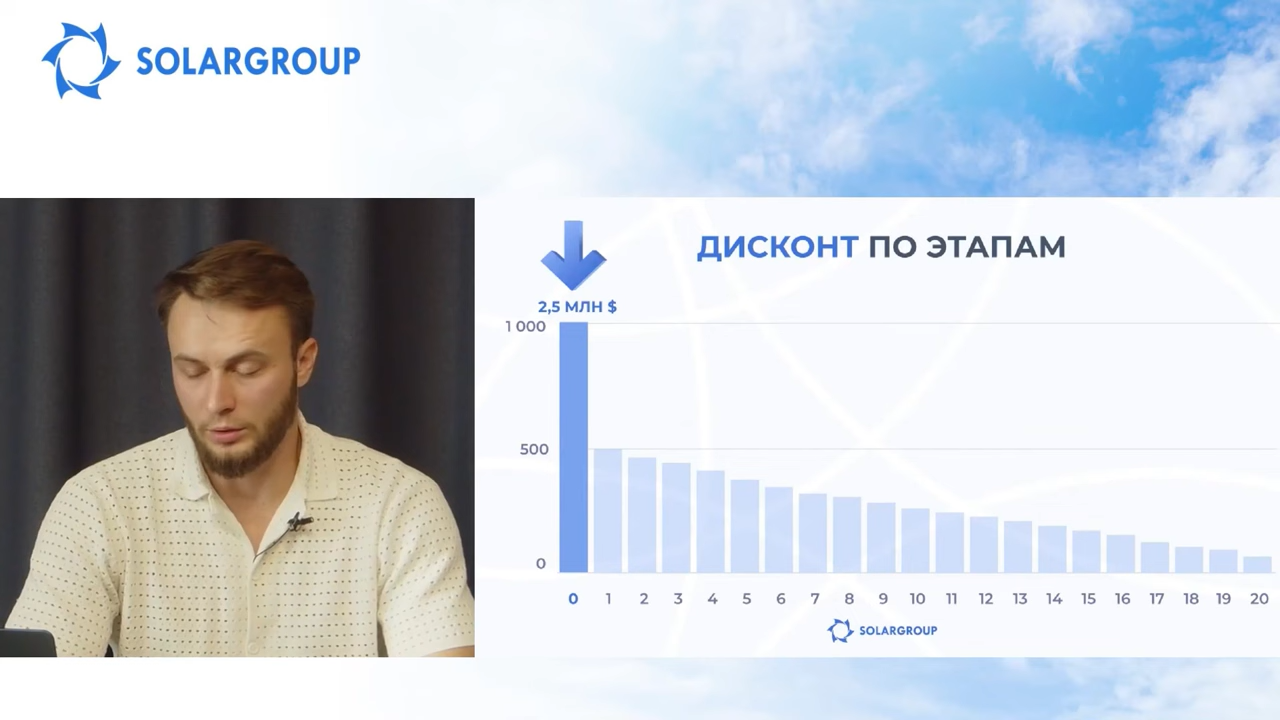 SOLARGROUP
ДИСКОНТ ПО ЭТАПАМ
2,5 МЛН $
1 000
500
0
0 1 2 3 4 5 6 7 8 9 10 11 12 13 14 15 16 17 18 19 20
SOLARGROUP